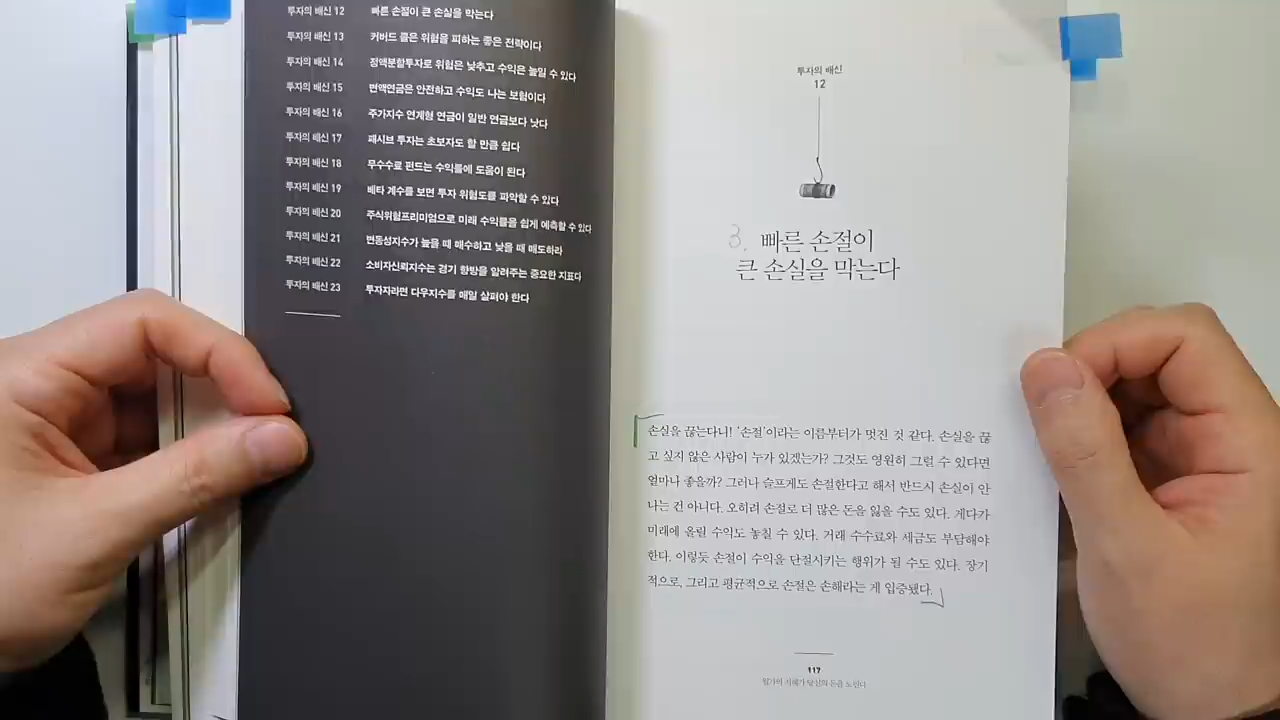 투자의 배신 12 빠른 손절이 큰 손실을 막는다
투자의 배신 13 커버드 콜은 위험을 피하는 좋은 전략이다
투자의 배신 14 정액분할투자로 위험은 낮추고 수익은 높일 수 있다
투자의 배신 15 변액연금은 안전하고 수익도 나는 보험이다
투자의 배신 16 주가지수 연계형 연금이 일반 연금보다 낫다
투자의 배신 17 패시브 투자는 초보자도 할 만큼 쉽다
투자의 배신 18 무수수료 펀드는 수익률에 도움이 된다
투자의 배신 19 베타 계수를 보면 투자 위험도를 파악할 수 있다
투자의 배신 20 주식위험프리미엄으로 미래 수익률을 쉽게 예측할 수 있다
투자의 배신 21 변동성지수가 높을 때 매수하고 낮을 때 매도하라
투자의 배신 22 소비자신뢰지수는 경기 향방을 알려주는 중요한 지표다
투자의 배신 23 투자자라면 다우지수를 매일 살펴야 한다
투자의 배신
12
3. 빠른 손절이
큰 손실을 막는다
손실을 끊는다니! '손절'이라는 이름부터가 멋진 것 같다. 손실을 끊
고 싶지 않은 사람이 누가 있겠는가? 그것도 영원히 그럴 수 있다면
얼마나 좋을까? 그러나 슬프게도 손절한다고 해서 반드시 손실이 안
나는 건 아니다. 오히려 손절로 더 많은 돈을 잃을 수도 있다. 게다가
미래에 올릴 수익도 놓칠 수 있다. 거래 수수료와 세금도 부담해야
한다. 이렇듯 손절이 수익을 단절시키는 행위가 될 수도 있다. 장기
적으로, 그리고 평균적으로 손절은 손해라는 게 입증됐다.
117
월가의 지혜가 당신의 돈을 노린다